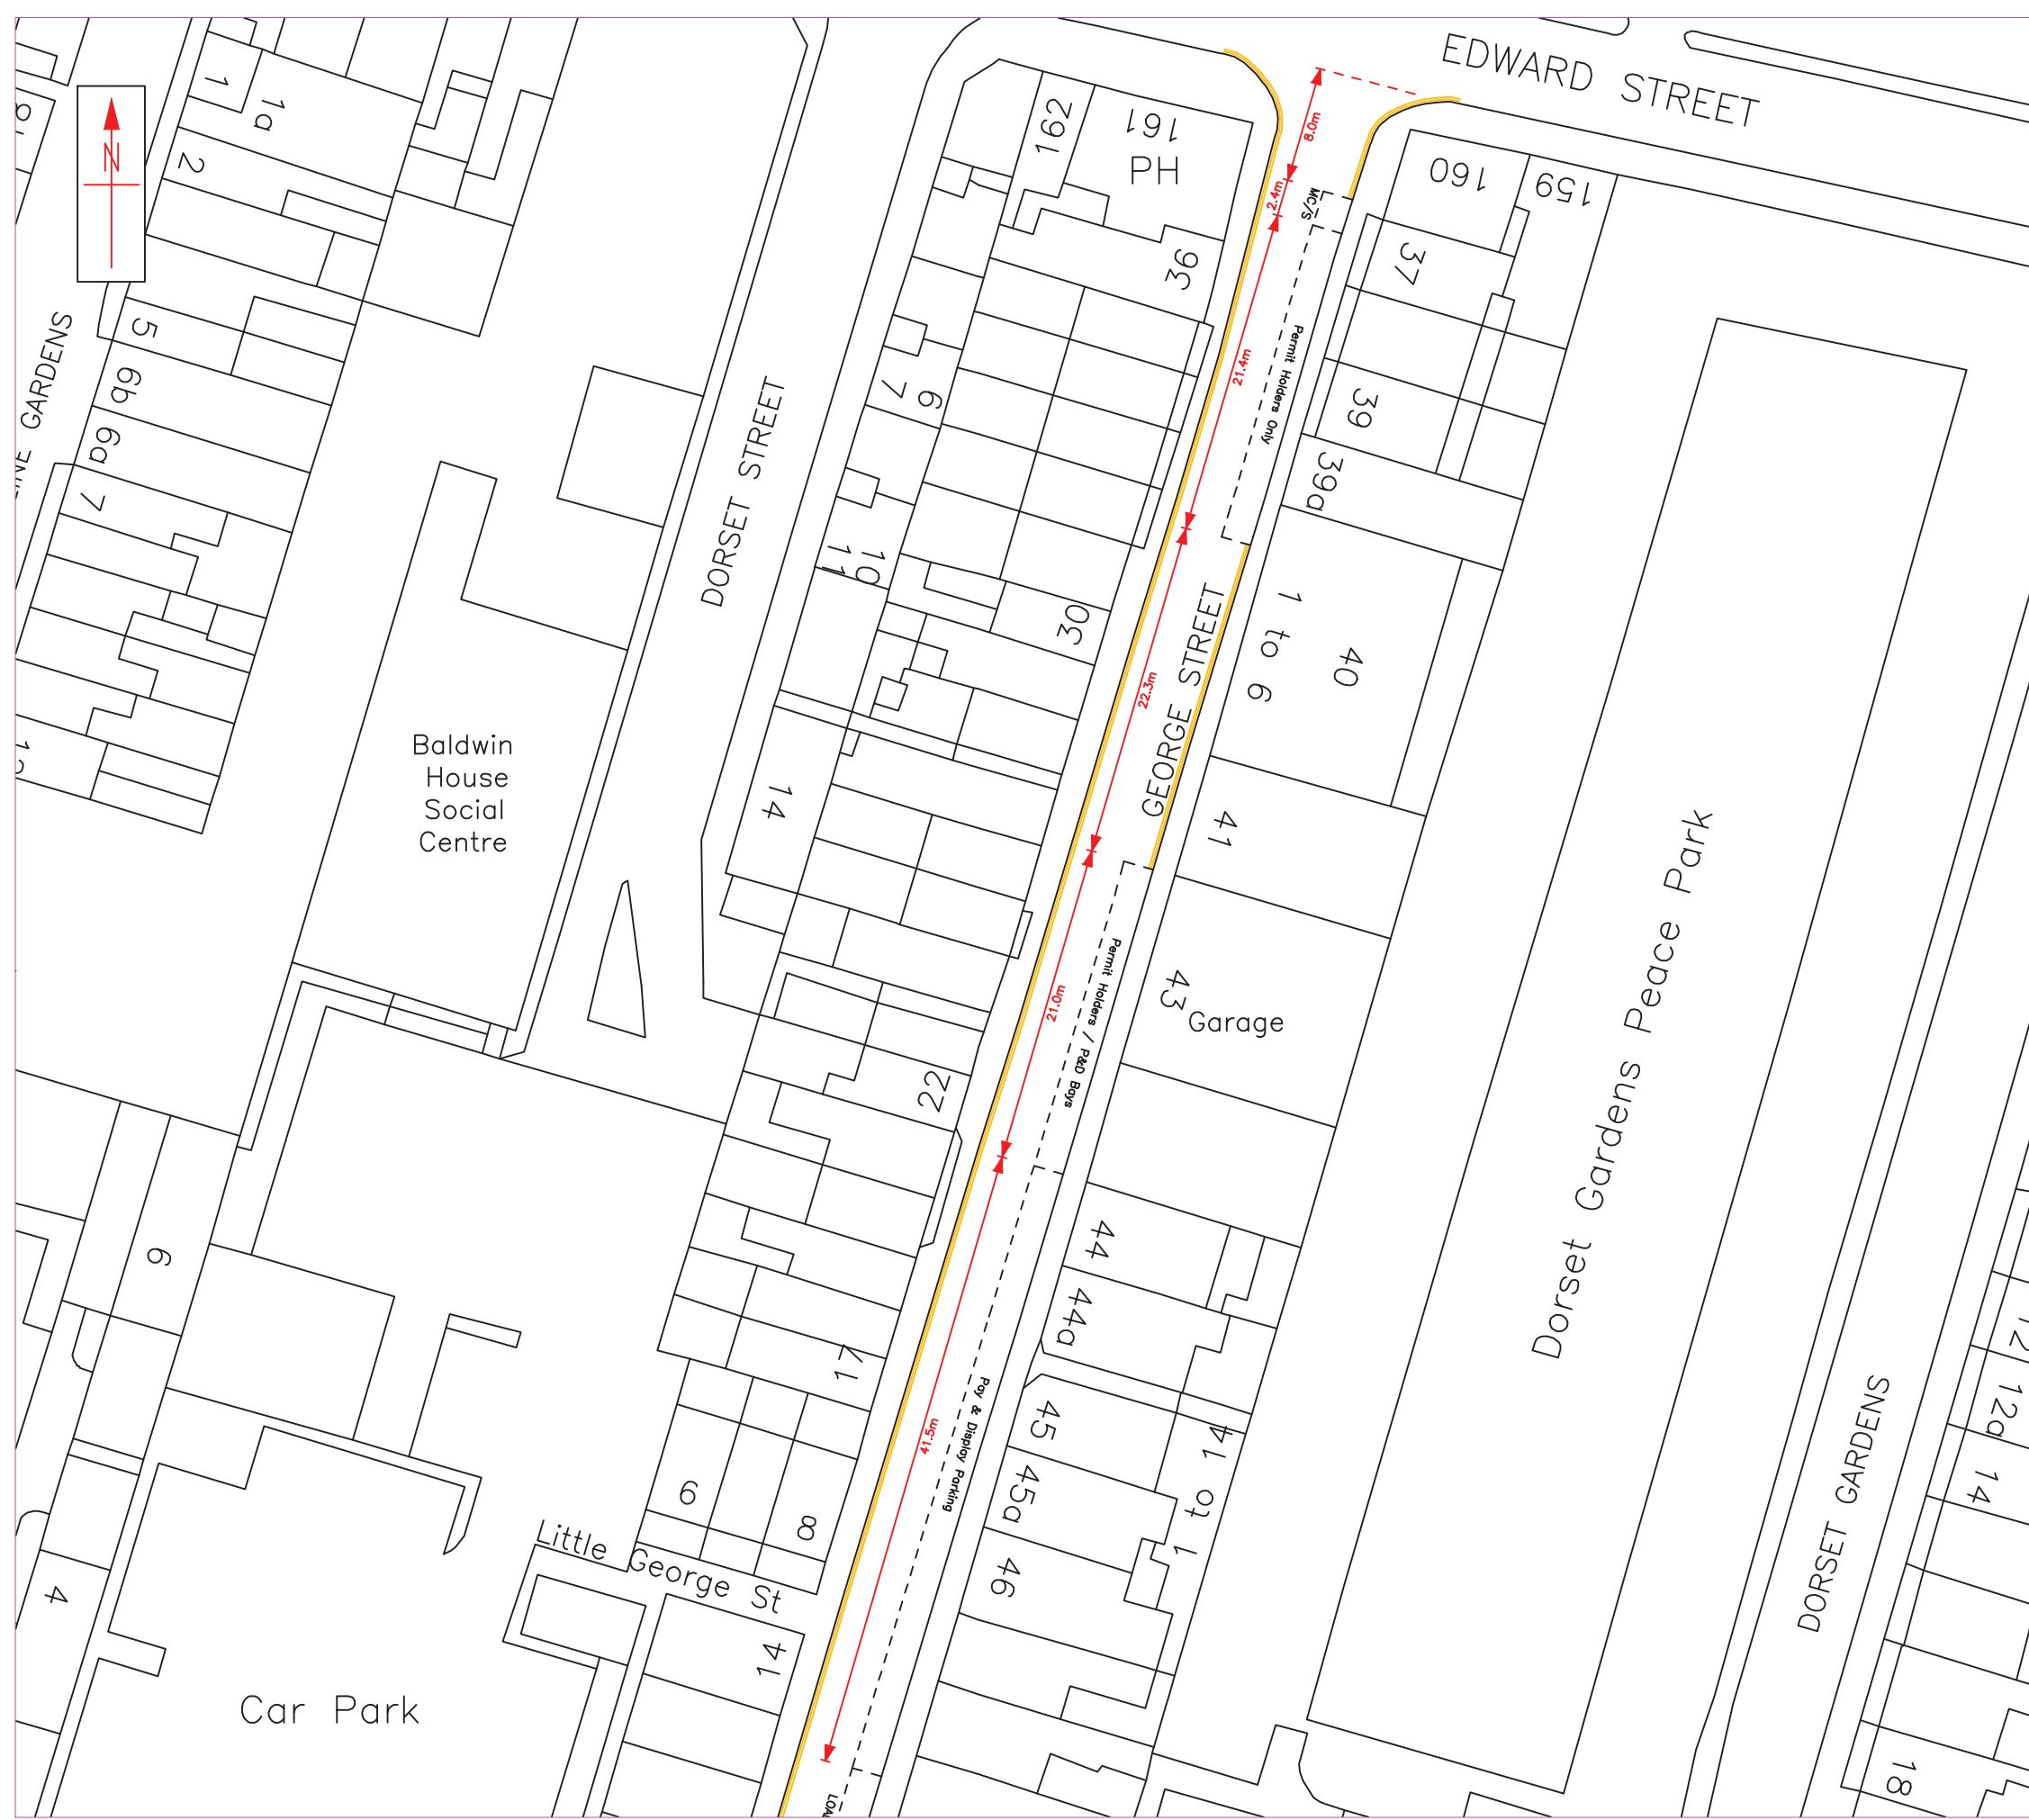 EDWARD STREET
8.0m
2.4m
MC/S
162
161
PH
160
159
1
1a
2
N
36
37
21.4m
Permit Holders Only
GARDENS
5
6b
6a
7
DORSET STREET
7
6
39
39a
10
11
30
1 to 6
40
22.3m
GEORGE STREET
Baldwin
House
Social
Centre
14
41
43
Garage
21.0m
Permit Holders / P&D Bays
Dorset Gardens Peace Park
22
44
44a
6
17
41.5m
Pay & Display Parking
45
45a
46
1 to 14
6
8
Little George St
14
4
Car Park
DORSET GARDENS
12
12a
14
18